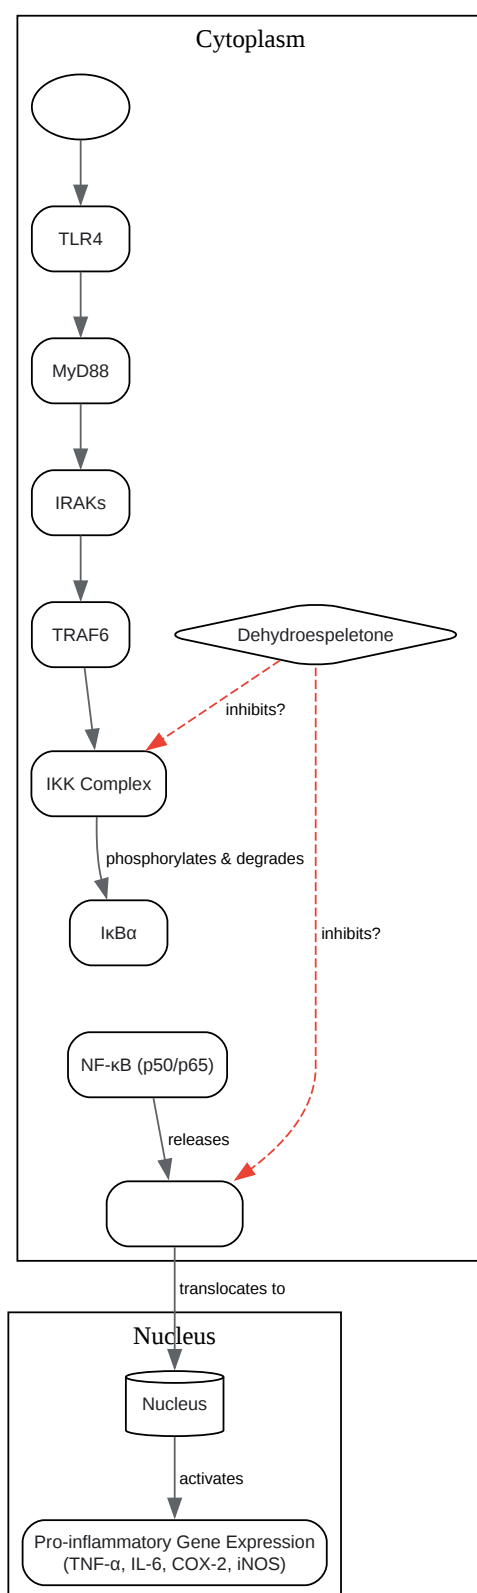 Cytoplasm
TLR4
MyD88
IRAKs
TRAF6
Dehydroespeletone
inhibits?
IKK Complex
phosphorylates & degrades
IκBα
inhibits?
NF-κB (p50/p65)
releases
translocates to
Nucleus
Nucleus
activates
Pro-inflammatory Gene Expression
(TNF-α, IL-6, COX-2, iNOS)